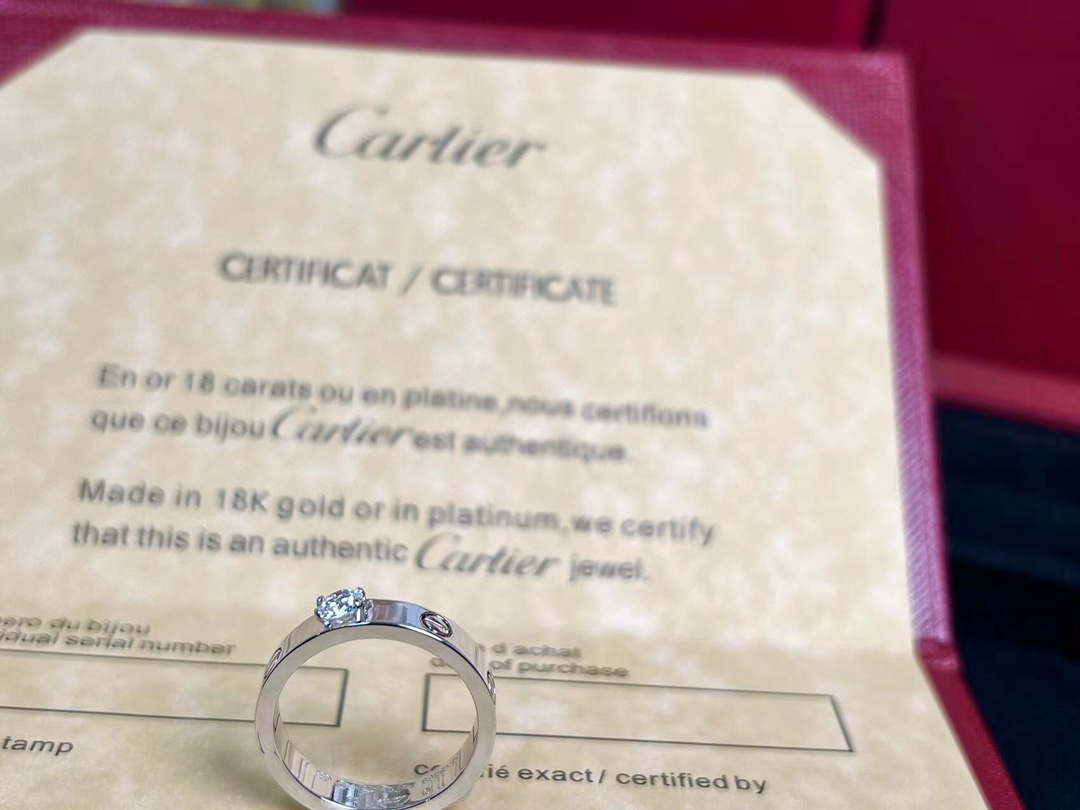 Cartier
CERTIFICAT / CERTIFICATE
En or 18 carats ou en platine,nous certifions
que ce bijou Cartier est authentique.
Made in 18K gold or in platinum,we certify
that this is an authentic Cartier jewel.
du bijou
serial number
d'achat
of purchase
tamp
exact / certified by